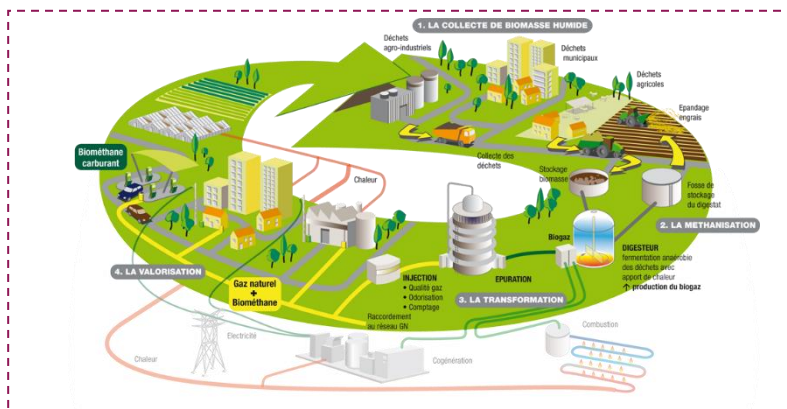 1. LA COLLECTE DE BIOMASSE HUMIDE
Déchets
agro-industriels
Déchets
municipaux
Déchets
agricoles
Epandage
engrais
Collecte des
déchets
Stockage
biomasse
Fosse de
stockage
du digestat
2. LA METHANISATION
DIGESTEUR
fermentation anaérobie
des déchets avec
apport de chaleur
↑ production du biogaz
Biogaz
EPURATION
3. LA TRANSFORMATION
INJECTION
• Qualité gaz
• Odorisation
• Comptage
Raccordement
au réseau GN
Biométhane
carburant
Chaleur
4. LA VALORISATION
Gaz naturel
+
Biométhane
Electricité
Chaleur
Cogénération
Combustion